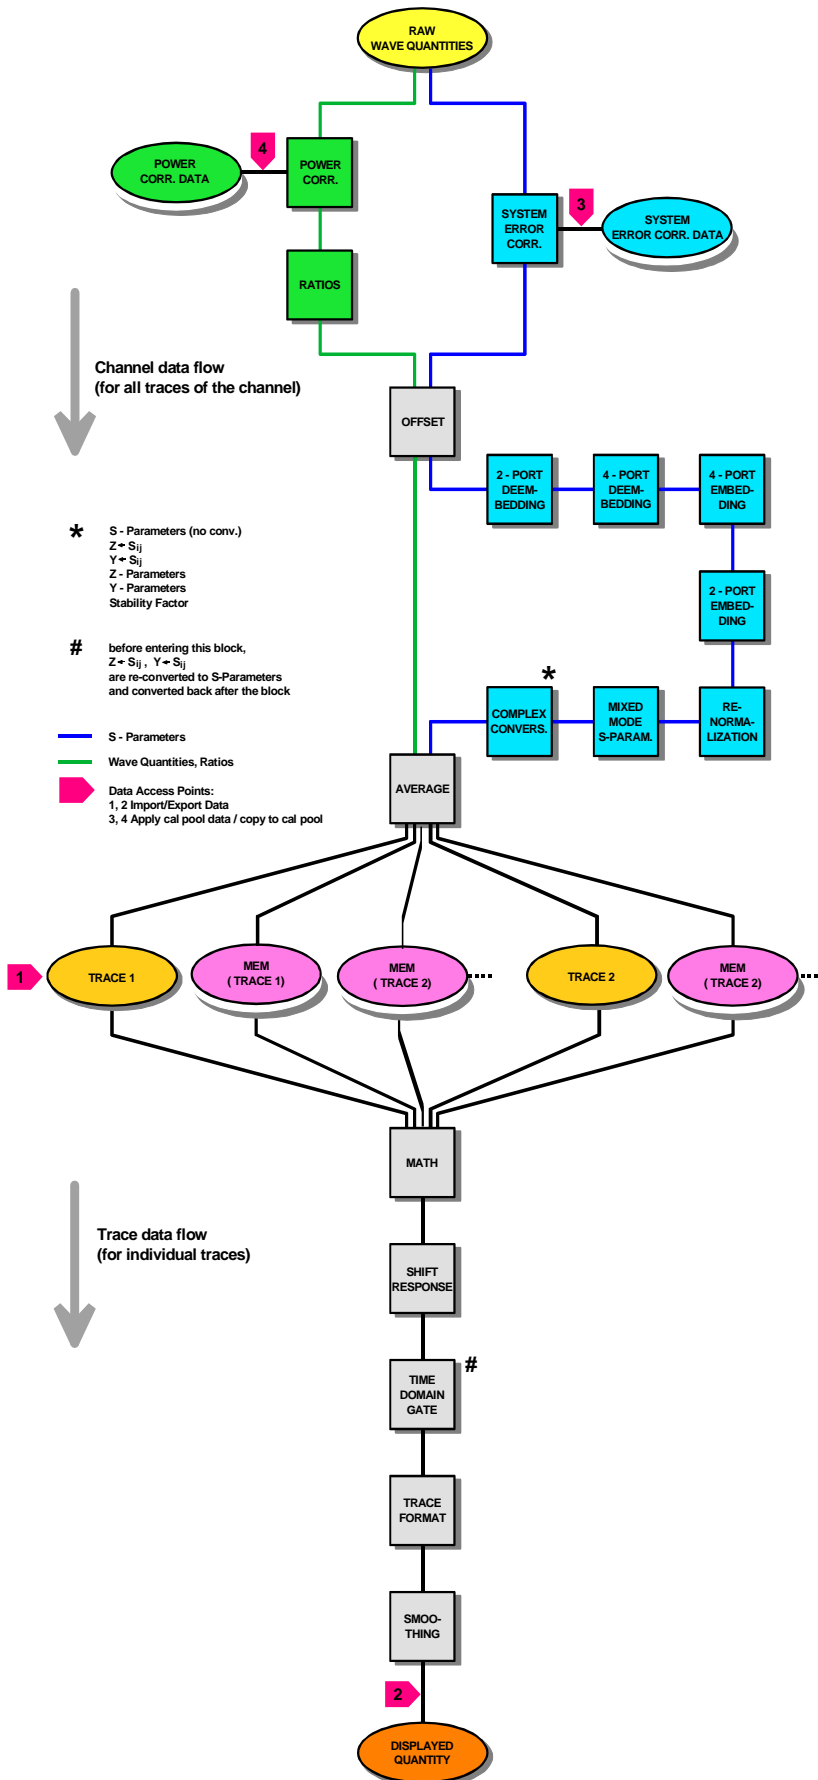 RAW
WAVE QUANTITIES
4
POWER
CORR. DATA
POWER
CORR.
3
SYSTEM
ERROR
CORR.
SYSTEM
ERROR CORR. DATA
RATIOS
Channel data flow
(for all traces of the channel)
OFFSET
2 - PORT
DEEM-
BEDDING
4 - PORT
DEEM-
BEDDING
4 - PORT
EMBED-
DING
* S - Parameters (no conv.)
Z ← Sij
Y ← Sij
Z - Parameters
Y - Parameters
Stability Factor
2 - PORT
EMBED-
DING
# before entering this block,
Z ← Sij , Y ← Sij
are re-converted to S-Parameters
and converted back after the block
*
COMPLEX
CONVERS.
MIXED
MODE
S-PARAM.
RE-
NORMA-
LIZATION
S - Parameters
Wave Quantities, Ratios
Data Access Points:
1, 2 Import/Export Data
3, 4 Apply cal pool data / copy to cal pool
AVERAGE
1
TRACE 1
MEM
( TRACE 1)
MEM
( TRACE 2)
TRACE 2
MEM
( TRACE 2)
MATH
Trace data flow
(for individual traces)
SHIFT
RESPONSE
#
TIME
DOMAIN
GATE
TRACE
FORMAT
SMOO-
THING
2
DISPLAYED
QUANTITY